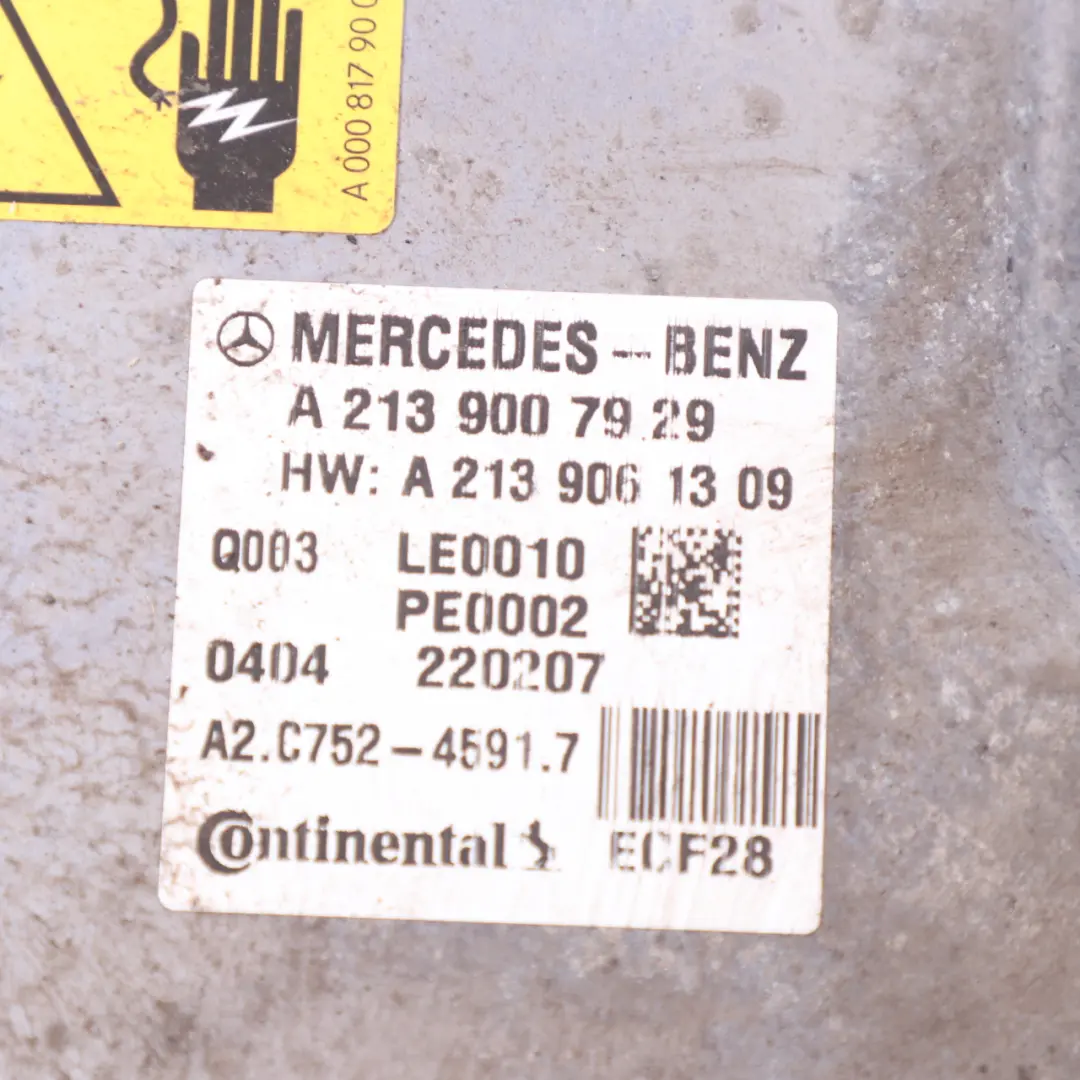 A 000 817 90 0
MERCEDES-BENZ
A 213 900 79 29
HW: A 213 906 13 09
Q003 LE0010
PE0002
0404 220207
A2.C752-4591.7
Continental
ECF28